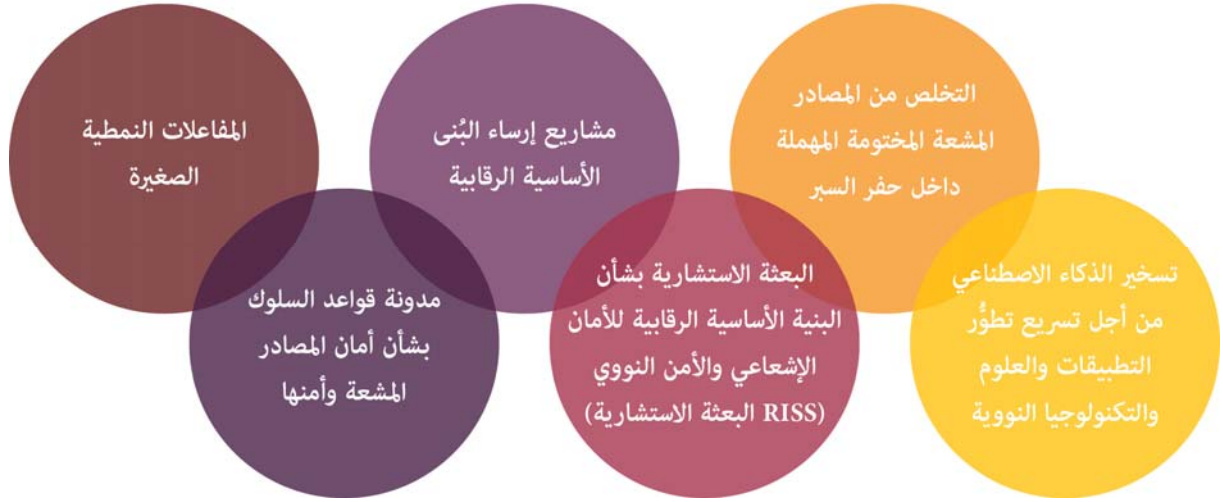 التخلص من المصادر
المشعة المختومة المهملة
داخل حفر السبر
مشاريع إرساء البُنى
الأساسية الرقابية
المفاعلات النمطية
الصغيرة
تسخير الذكاء الاصطناعي
من أجل تسريع تطوُّر
التطبيقات والعلوم
والتكنولوجيا النووية
البعثة الاستشارية بشأن
البنية الأساسية الرقابية للأمان
الإشعاعي والأمن النووي
(RISS البعثة الاستشارية)
مدونة قواعد السلوك
بشأن أمان المصادر
المشعة وأمنها